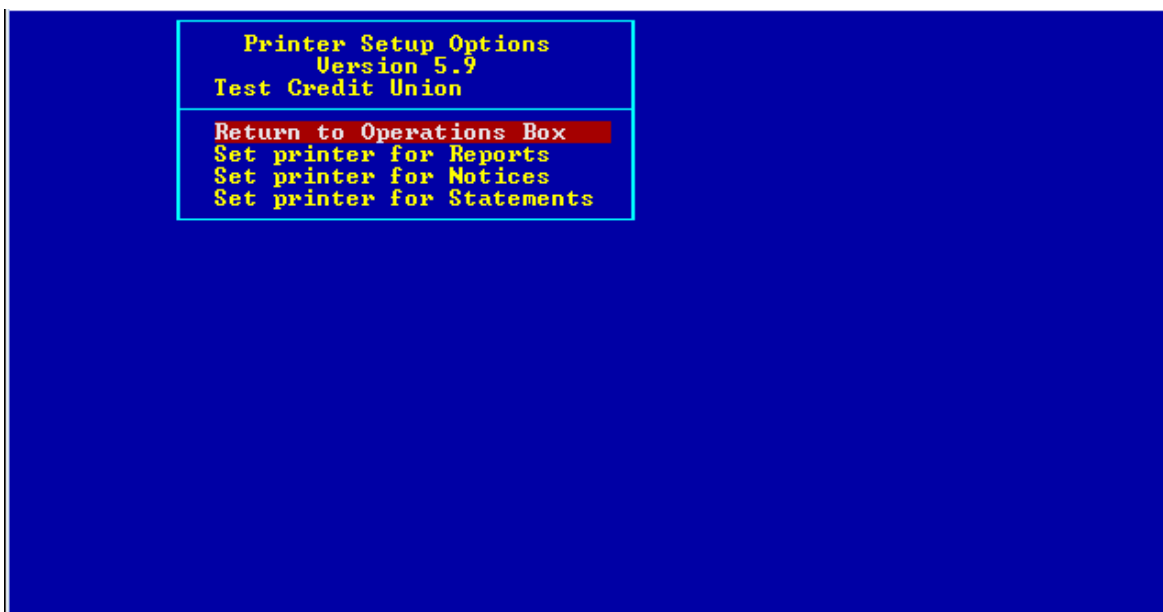 Printer Setup Options
Version 5.9
Test Credit Union
Return to Operations Box
Set printer for Reports
Set printer for Notices
Set printer for Statements